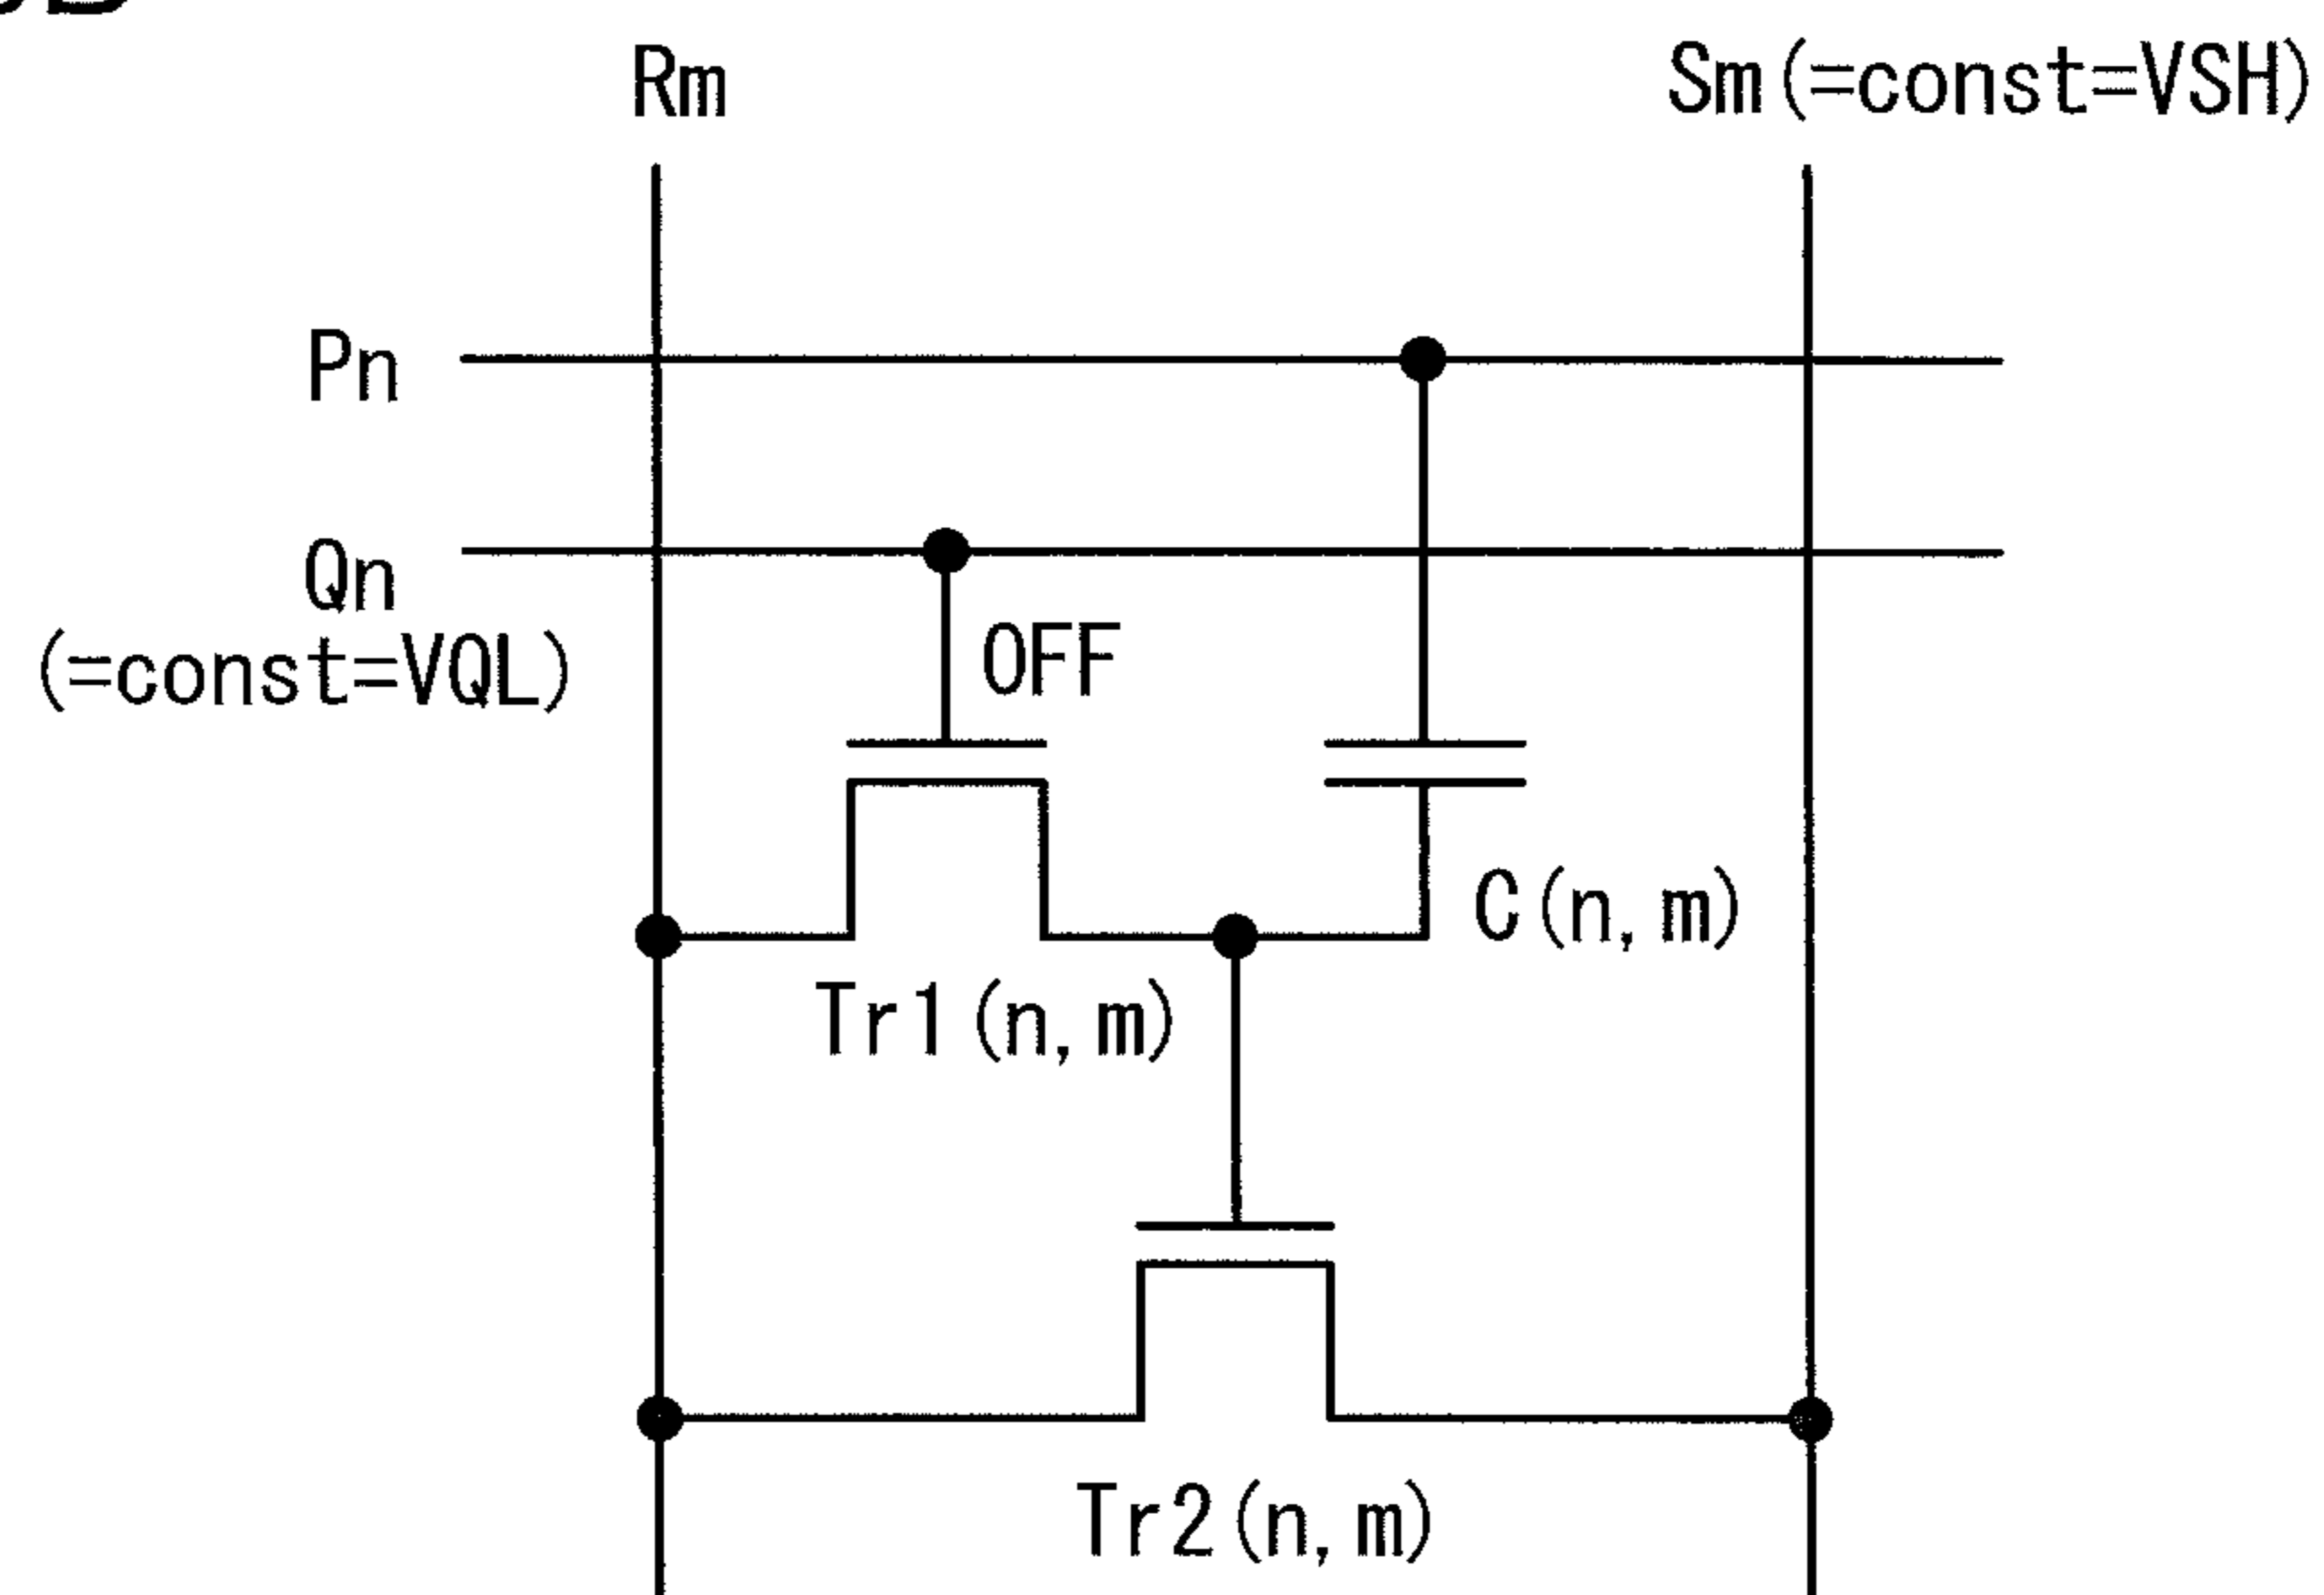 Rm
Sm(=const=VSH)
Pn
Qn
(=const=VQL)
OFF
C(n,m)
Tr1(n,m)
Tr2(n,m)